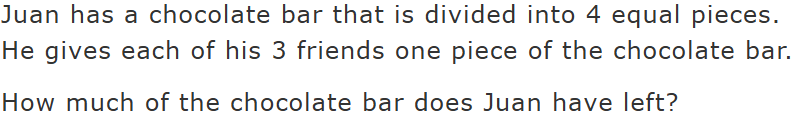 Juan has a chocolate bar that is divided into 4 equal pieces.
He gives each of his 3 friends one piece of the chocolate bar.
How much of the chocolate bar does Juan have left?